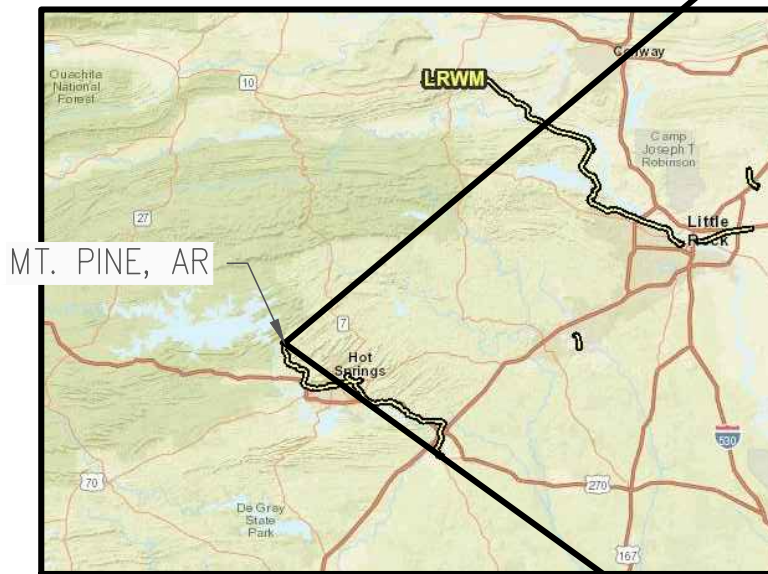 Conway
Ouachita
National
Forest
10
LRWM
Camp
Joseph T
Robinson
27
Little
Rock
MT. PINE, AR
7
Hot
Springs
530
70
270
De Gray
State
Park
167